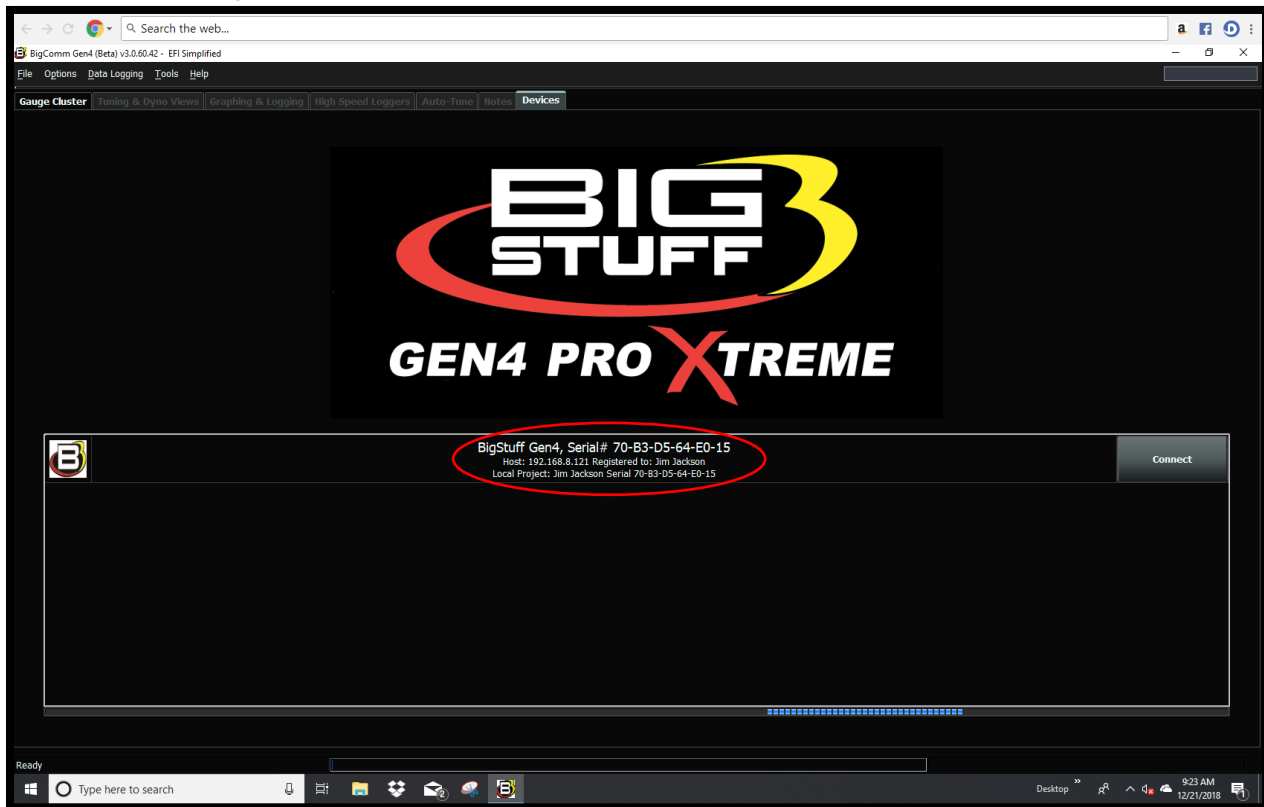 Search the web...
BigComm Gen4 (Beta) v3.0.60.42 - EFI Simplified
File Options Data Logging Tools Help
Gauge Cluster Tuning & Dyno Views Graphing & Logging High Speed Loggers Auto-Tune Notes Devices
BIG 3
STUFF
GEN4 PRO XTREME
BigStuff Gen4, Serial# 70-B3-D5-64-E0-15
Host: 192.168.8.121 Registered to: Jim Jackson
Connect
Local Project: Jim Jackson Serial 70-B3-D5-64-E0-15
Ready
Type here to search
2
Desktop
9:23 AM
12/21/2018
1